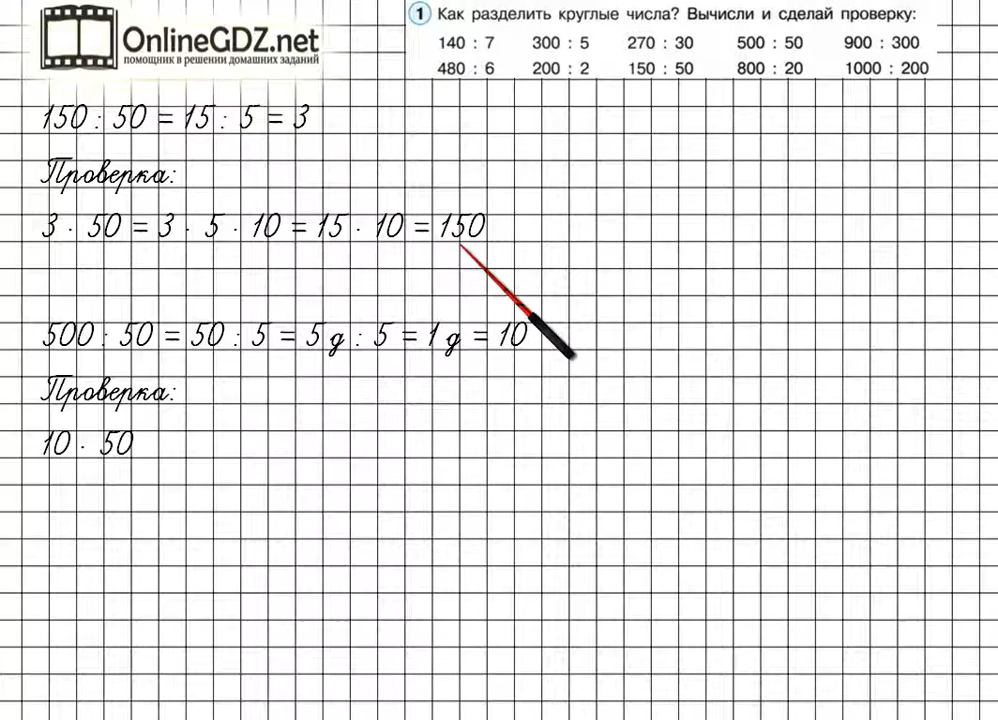 OnlineGDZ.net
помощник в решении домашних заданий
1 Как разделить круглые числа? Вычисли и сделай проверку:
140 : 7 300 : 5 270 : 30 500 : 50 900 : 300
480 : 6 200 : 2 150 : 50 800 : 20 1000 : 200
150 : 50 = 15 : 5 = 3
Проверка:
3 · 50 = 3 · 5 · 10 = 15 · 10 = 150
500 : 50 = 50 : 5 = 5 д : 5 = 1 д = 10
Проверка:
10 · 50